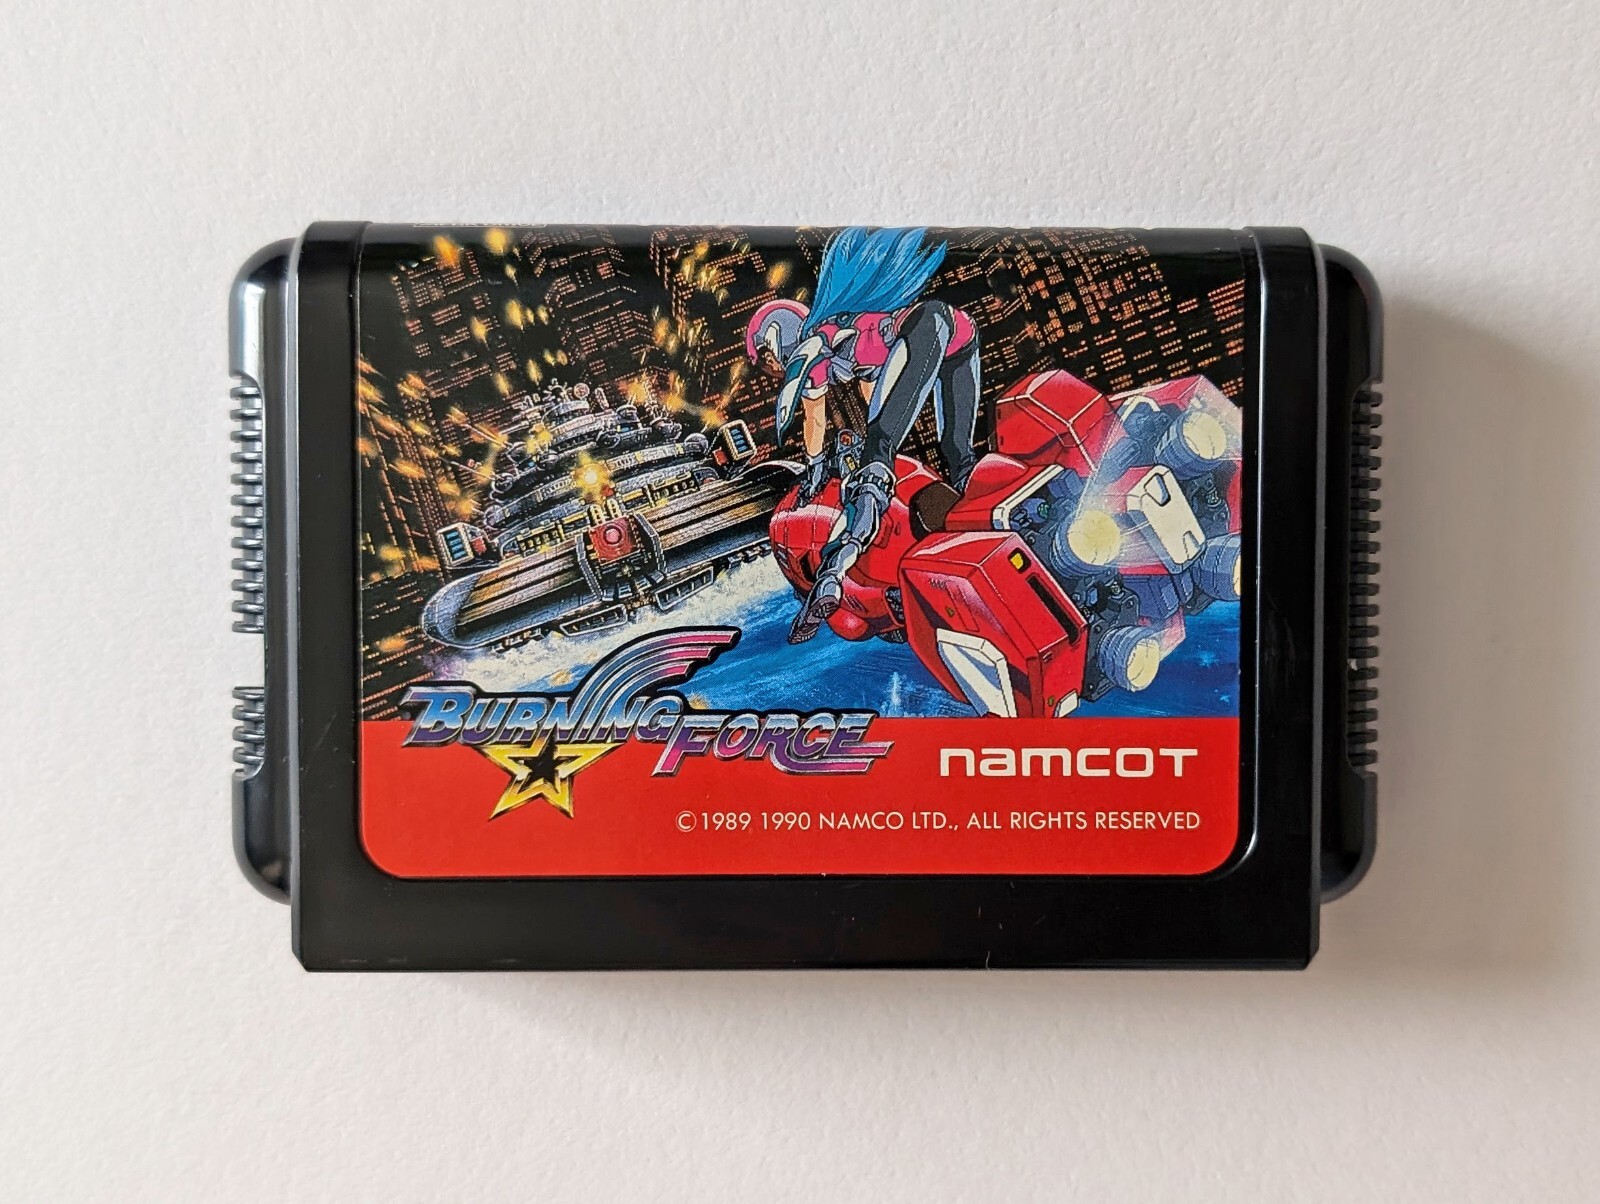 BURNING FORCE
namcot
©1989 1990 NAMCO LTD., ALL RIGHTS RESERVED